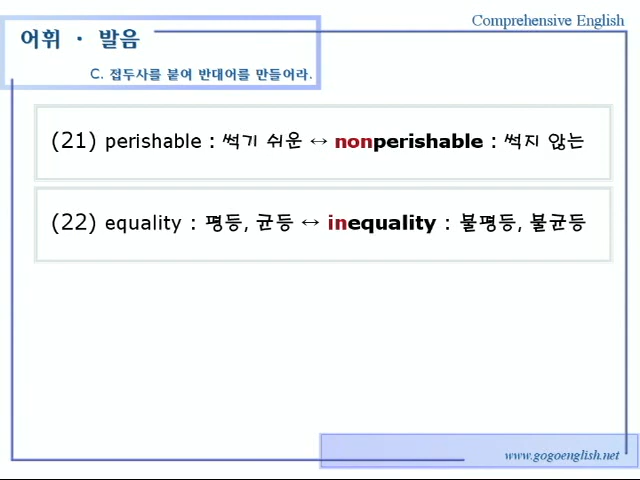 Comprehensive English
어휘 · 발음
C. 접두사를 붙여 반대어를 만들어라.
(21) perishable : 썩기 쉬운 ↔ nonperishable : 썩지 않는
(22) equality : 평등, 균등 ↔ inequality : 불평등, 불균등
www.gogoenglish.net